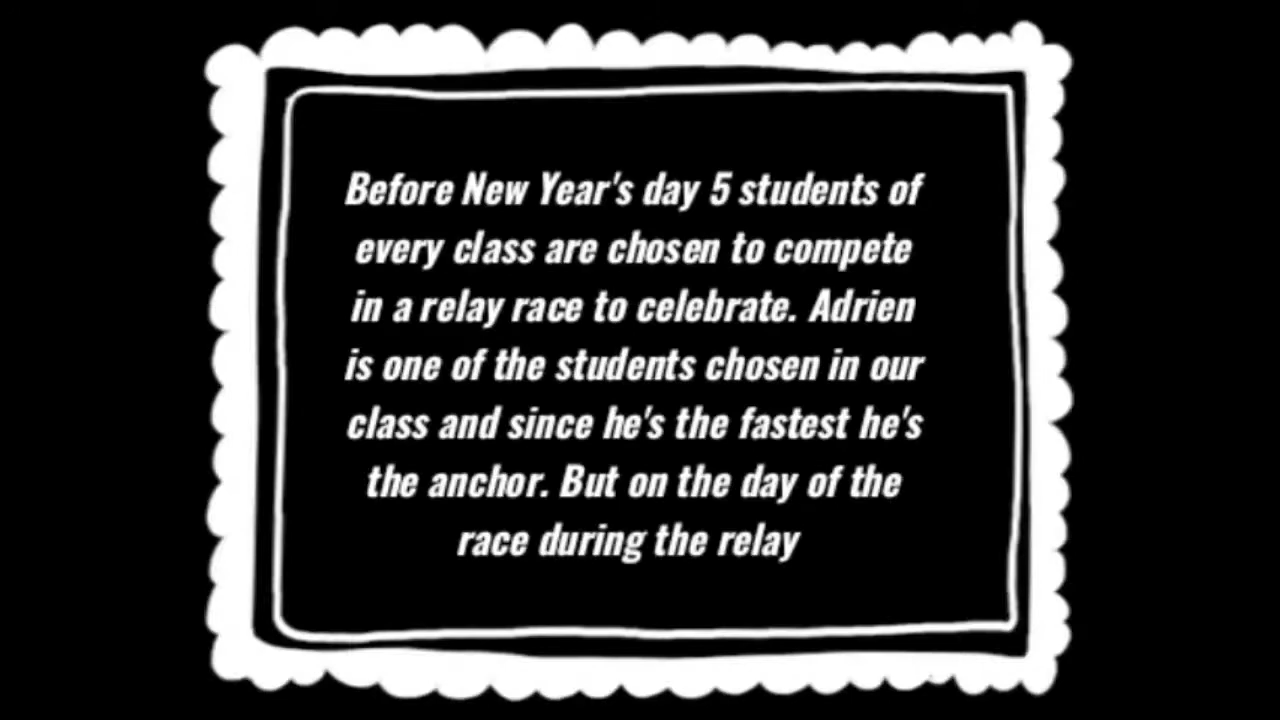 Before New Year's day 5 students of
every class are chosen to compete
in a relay race to celebrate. Adrien
is one of the students chosen in our
class and since he's the fastest he's
the anchor. But on the day of the
race during the relay